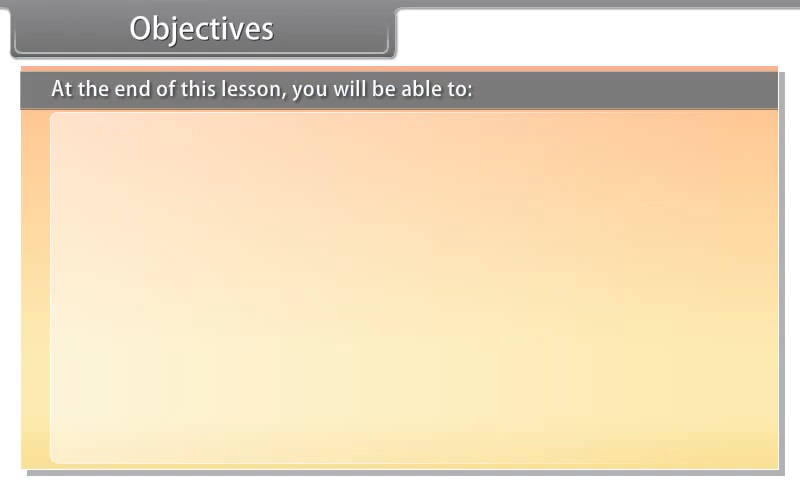 Objectives
At the end of this lesson, you will be able to: